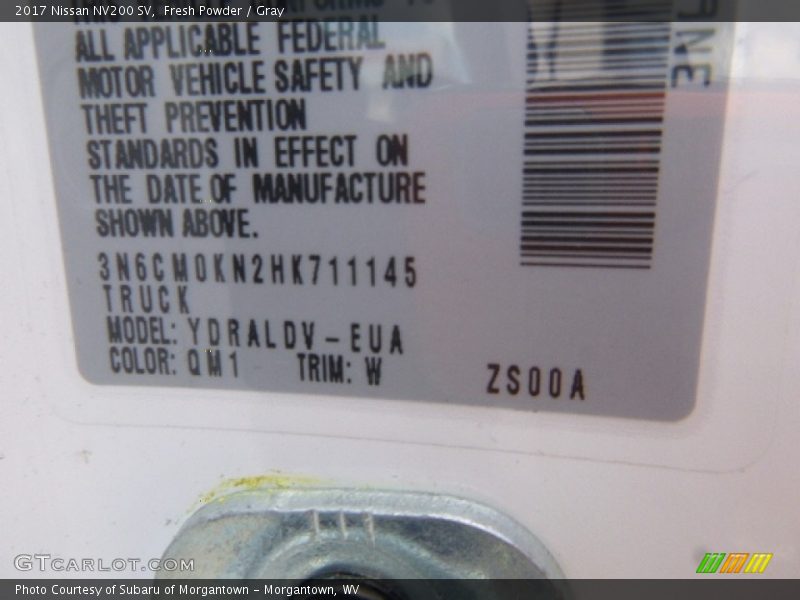 2017 Nissan NV200 SV, Fresh Powder / Gray
ALL APPLICABLE FEDERAL
MOTOR VEHICLE SAFETY AND
THEFT PREVENTION
STANDARDS IN EFFECT ON
THE DATE OF MANUFACTURE
SHOWN ABOVE.
3N6CM0KN2HK711145
TRUCK
MODEL: YDRALDV-EUA
COLOR: QM1 TRIM: W
ZS00A
GTCARLOT.COM
Photo Courtesy of Subaru of Morgantown - Morgantown, WV